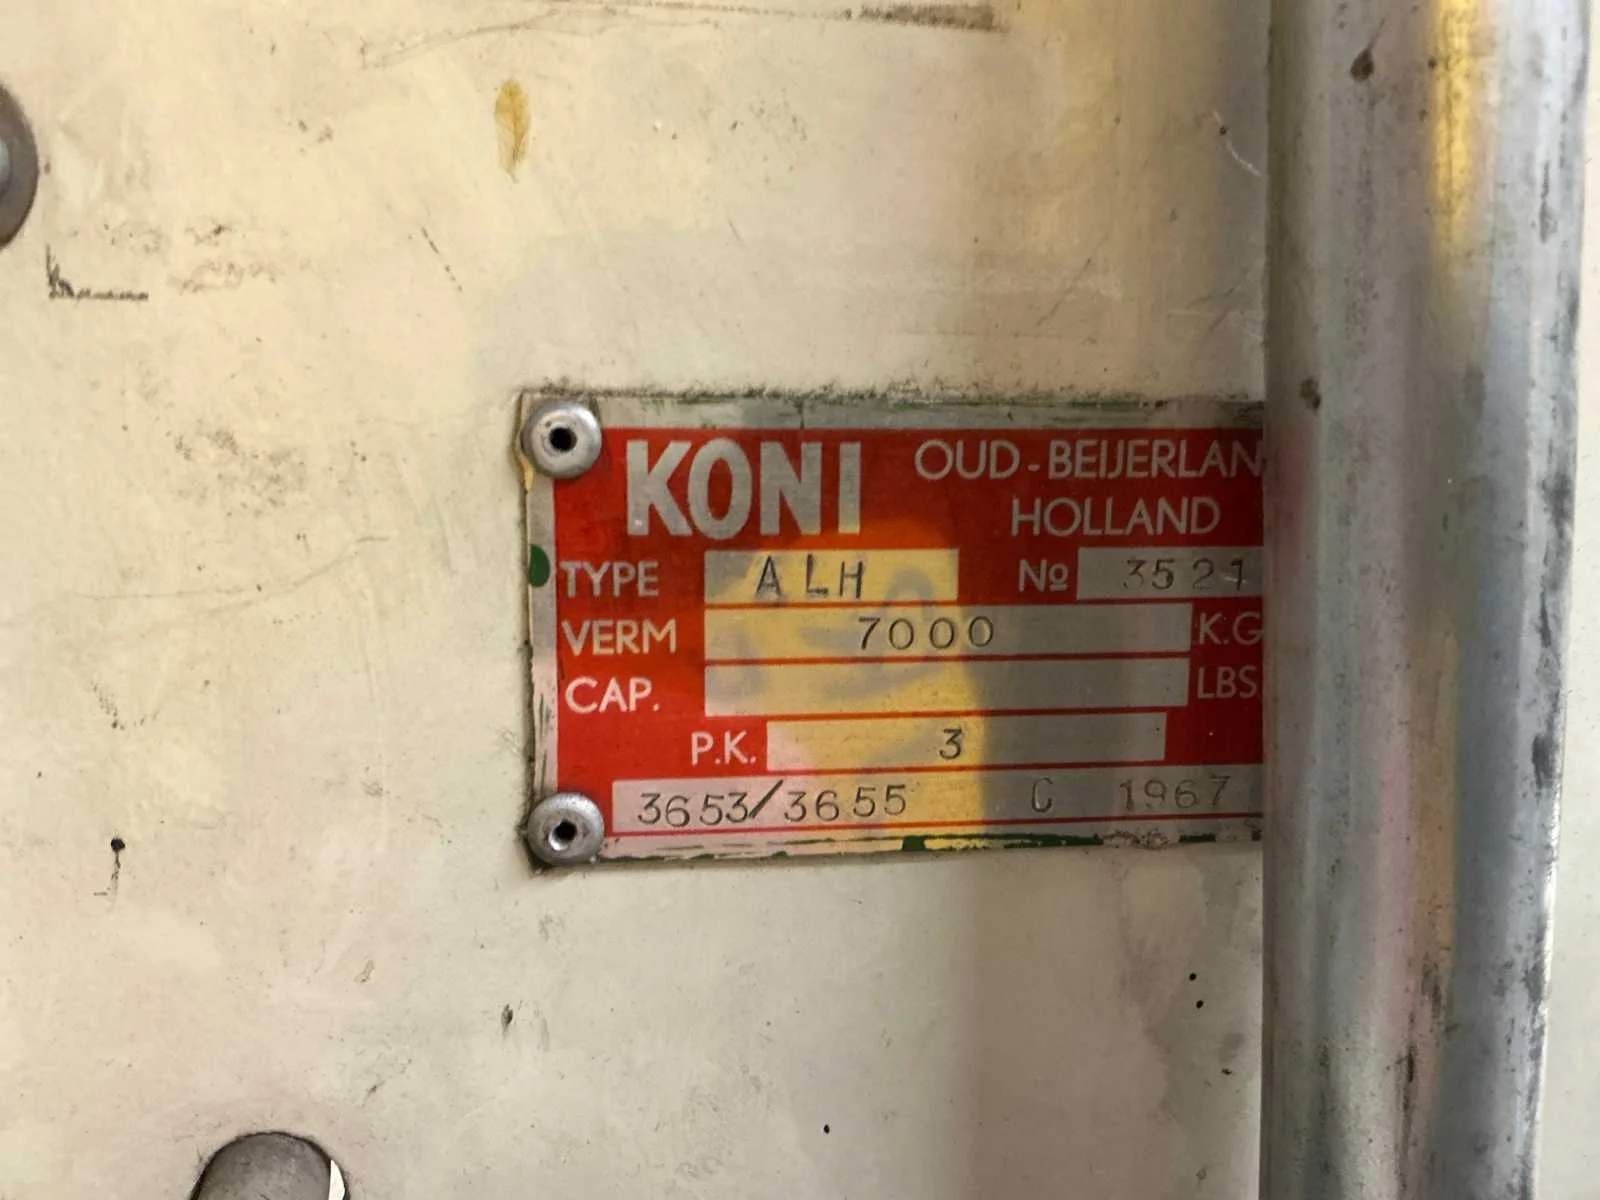 KONI OUD-BEIJERLAN
HOLLAND
TYPE ALH № 3521
VERM 7000 K.G
CAP. LBS.
P.K. 3
3653/3655 C 1967